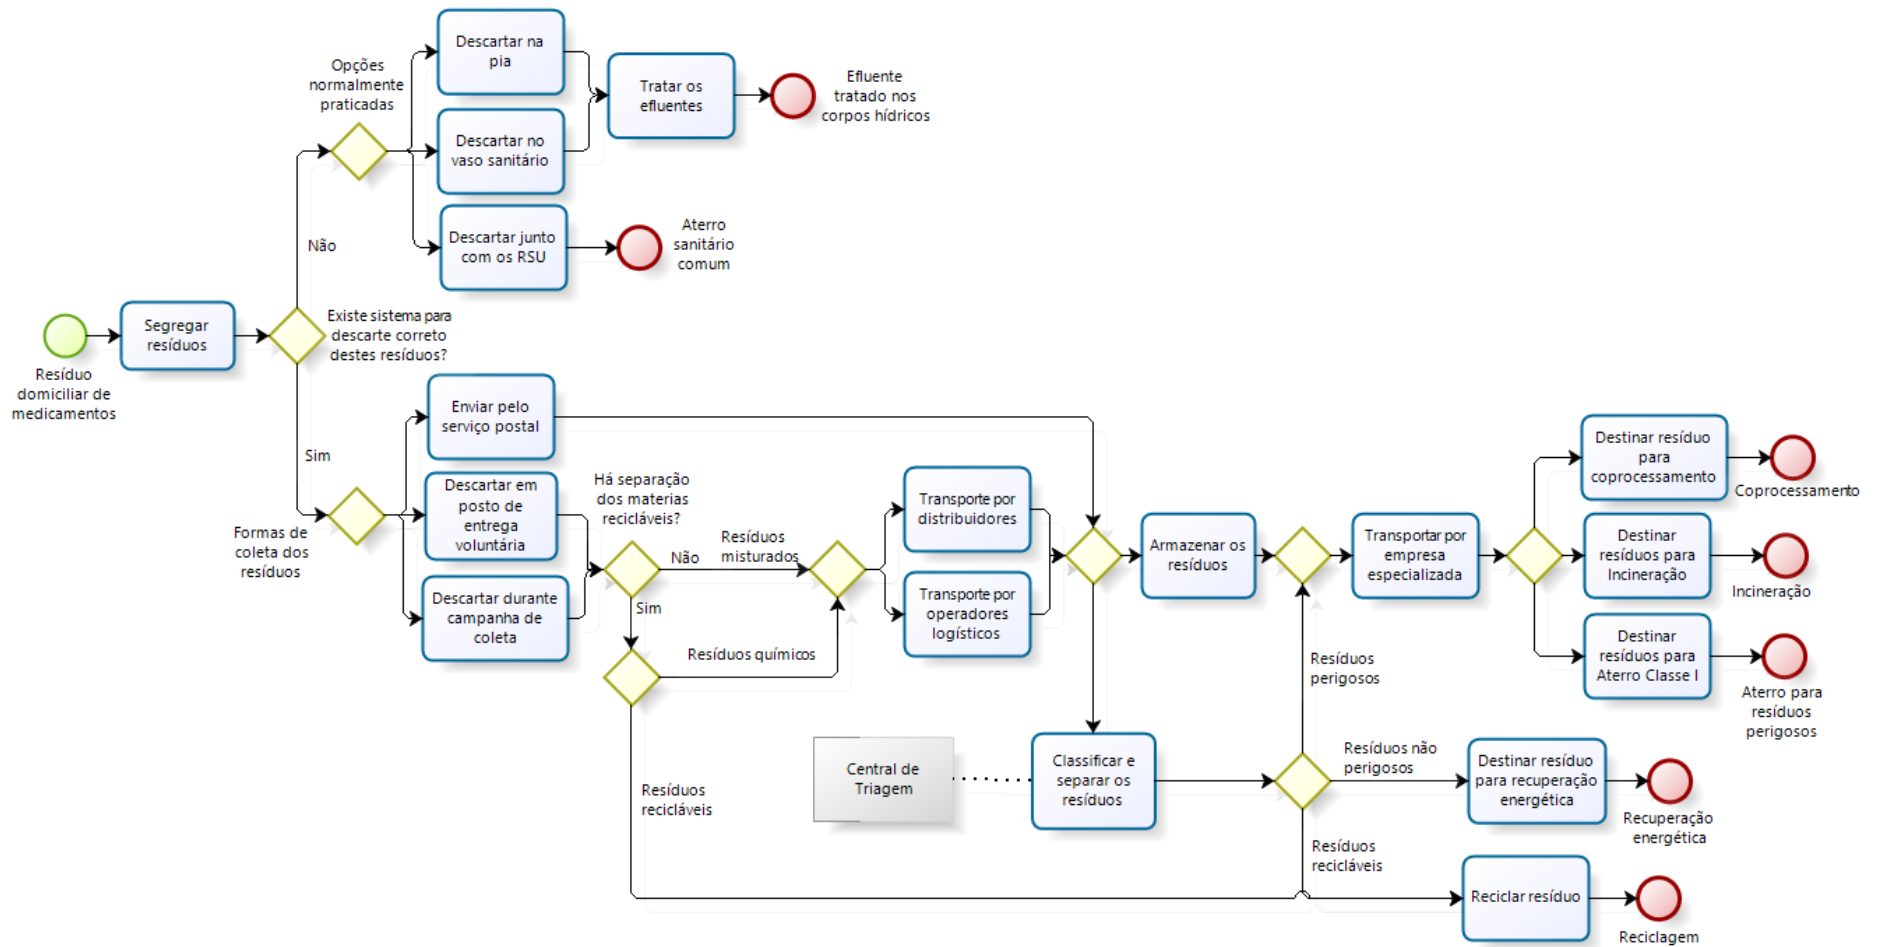 Opções
normalmente
praticadas
Descartar na
pia
Descartar no
vaso sanitário
Descartar junto
com os RSU
Tratar os
efluentes
Efluente
tratado nos
corpos hídricos
Aterro
sanitário
comum
Não
Resíduo
domiciliar de
medicamentos
Segregar
resíduos
Existe sistema para
descarte correto
destes resíduos?
Sim
Formas de
coleta dos
resíduos
Enviar pelo
serviço postal
Descartar em
posto de
entrega
voluntária
Descartar durante
campanha de
coleta
Há separação
dos materias
recicláveis?
Não
Resíduos
misturados
Sim
Resíduos químicos
Resíduos
recicláveis
Transporte por
distribuidores
Transporte por
operadores
logísticos
Armazenar os
resíduos
Central de
Triagem
Classificar e
separar os
resíduos
Resíduos
perigosos
Resíduos não
perigosos
Resíduos
recicláveis
Transportar por
empresa
especializada
Destinar resíduo
para
coprocessamento
Coprocessamento
Destinar
resíduos para
Incineração
Incineração
Destinar
resíduos para
Aterro Classe I
Aterro para
resíduos
perigosos
Destinar resíduo
para recuperação
energética
Recuperação
energética
Reciclar resíduo
Reciclagem